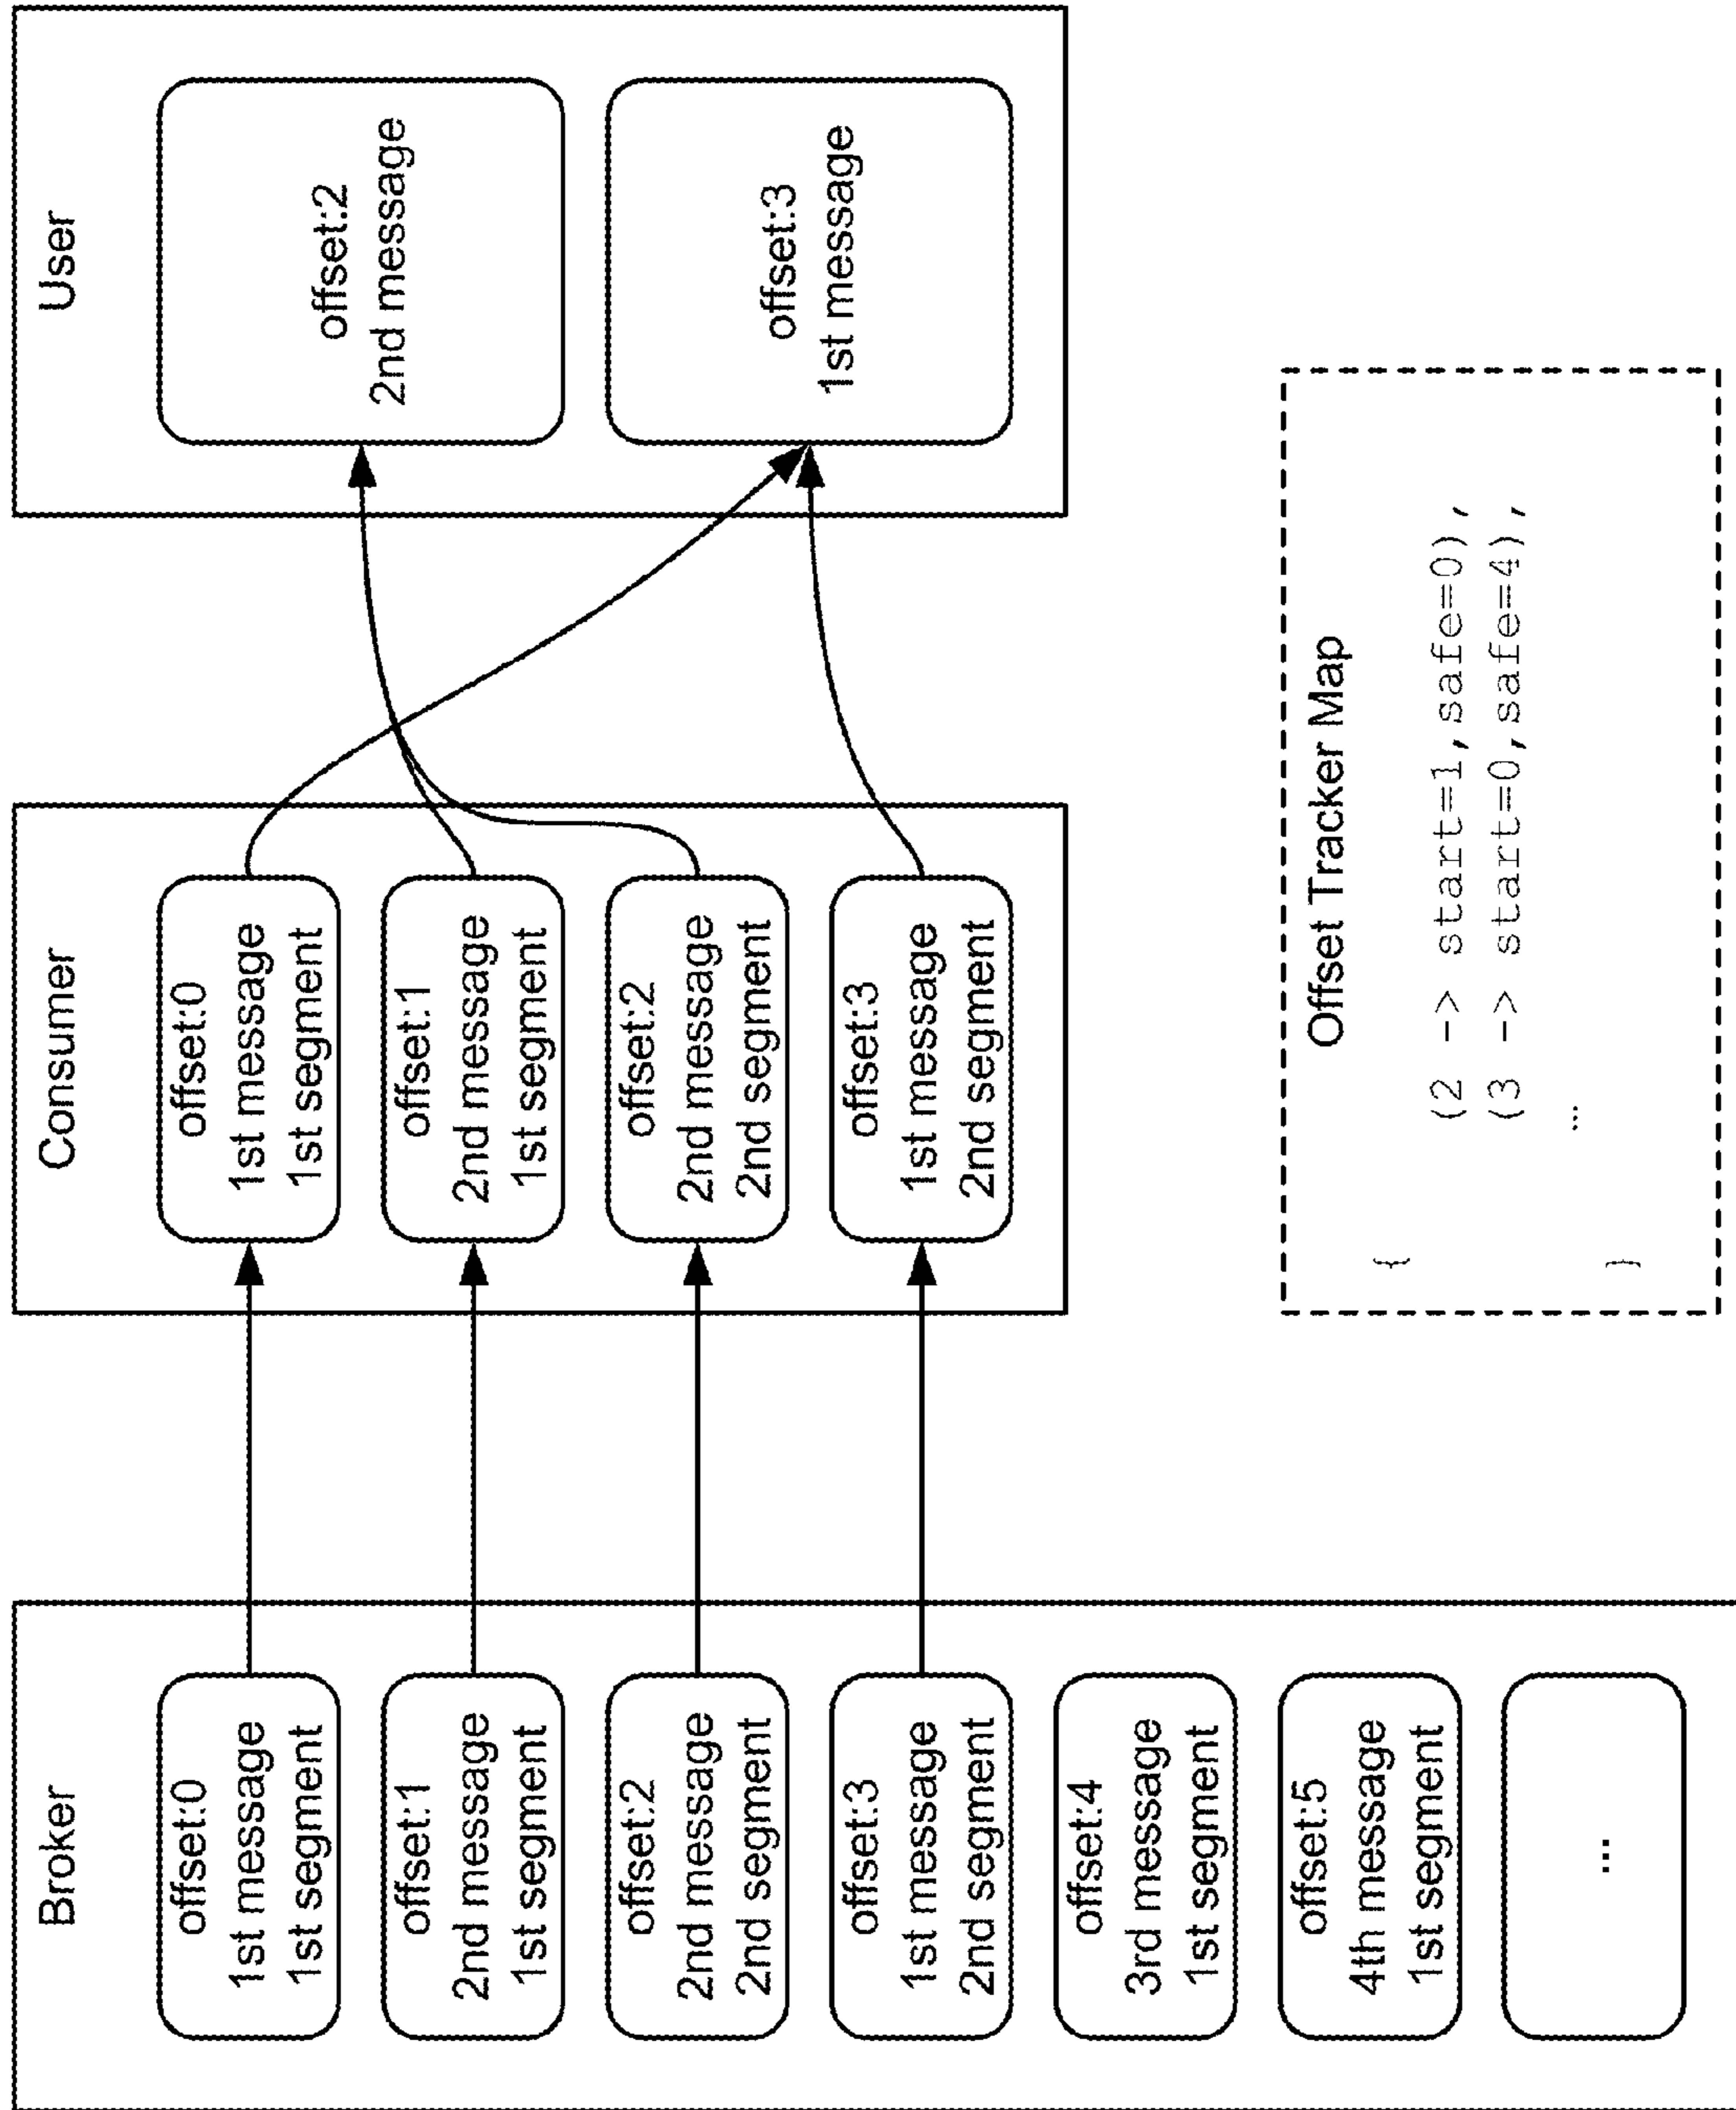 Broker
offset:0
1st message
1st segment
offset:1
2nd message
1st segment
offset:2
2nd message
2nd segment
offset:3
1st message
2nd segment
offset:4
3rd message
1st segment
offset:5
4th message
1st segment
...
Consumer
offset:0
1st message
1st segment
offset:1
2nd message
1st segment
offset:2
2nd message
2nd segment
offset:3
1st message
2nd segment
User
offset:2
2nd message
offset:3
1st message
Offset Tracker Map
{
(2 -> start=1,safe=0),
(3 -> start=0,safe=4),
...
}